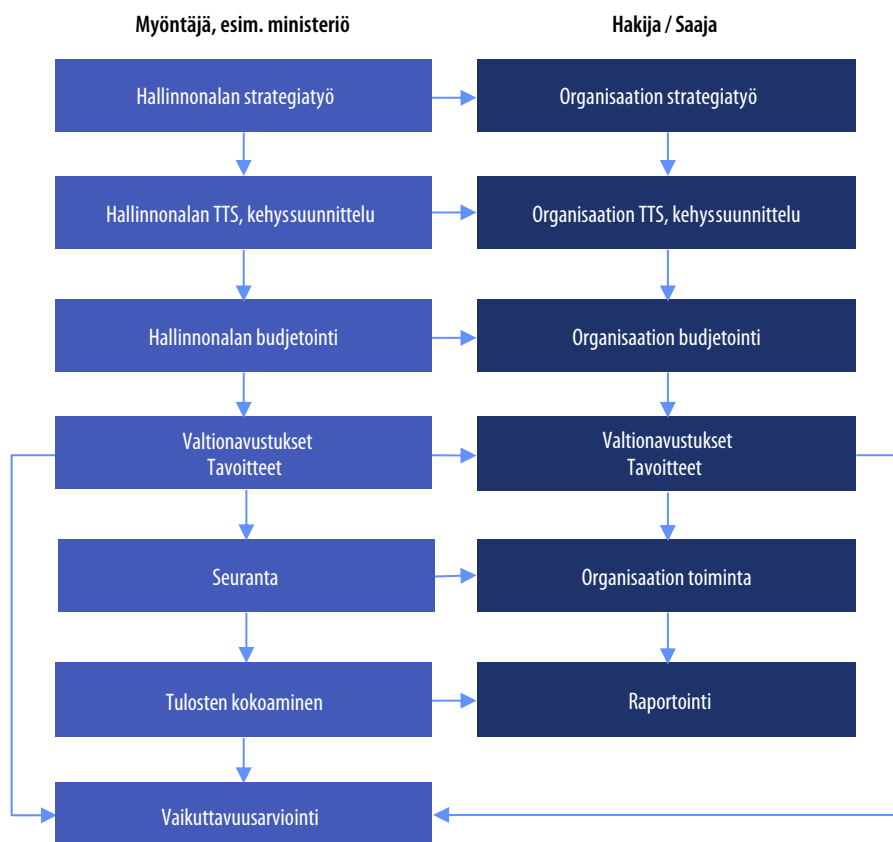 Myöntäjä, esim. ministeriö
Hakija / Saaja
Hallinnonalan strategiatyö
Organisaation strategiatyö
Hallinnonalan TTS, kehyssuunnittelu
Organisaation TTS, kehyssuunnittelu
Hallinnonalan budjetointi
Organisaation budjetointi
Valtionavustukset
Tavoitteet
Valtionavustukset
Tavoitteet
Seuranta
Organisaation toiminta
Tulosten kokoaminen
Raportointi
Vaikuttavuusarviointi